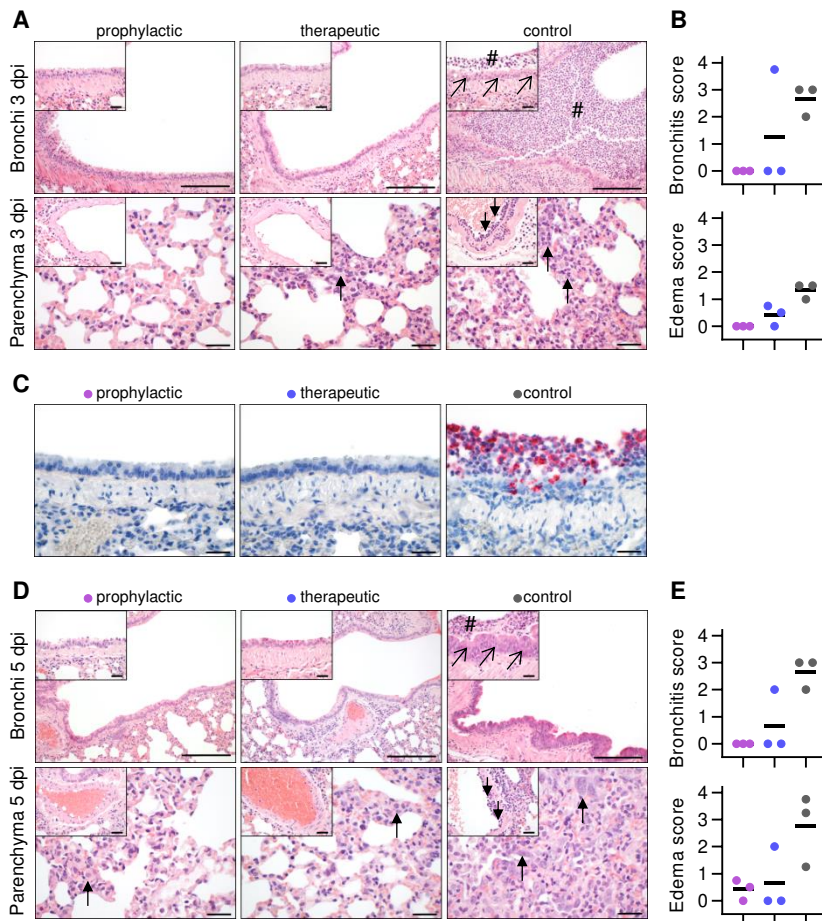 A
prophylactic therapeutic control
B
Bronchi 3 dpi
#
#
Bronchitis score
4
3
2
1
0
Parenchyma 3 dpi
Edema score
4
3
2
1
0
C
prophylactic therapeutic control
D
prophylactic therapeutic control
E
Bronchi 5 dpi
#
Bronchitis score
4
3
2
1
0
Parenchyma 5 dpi
Edema score
4
3
2
1
0